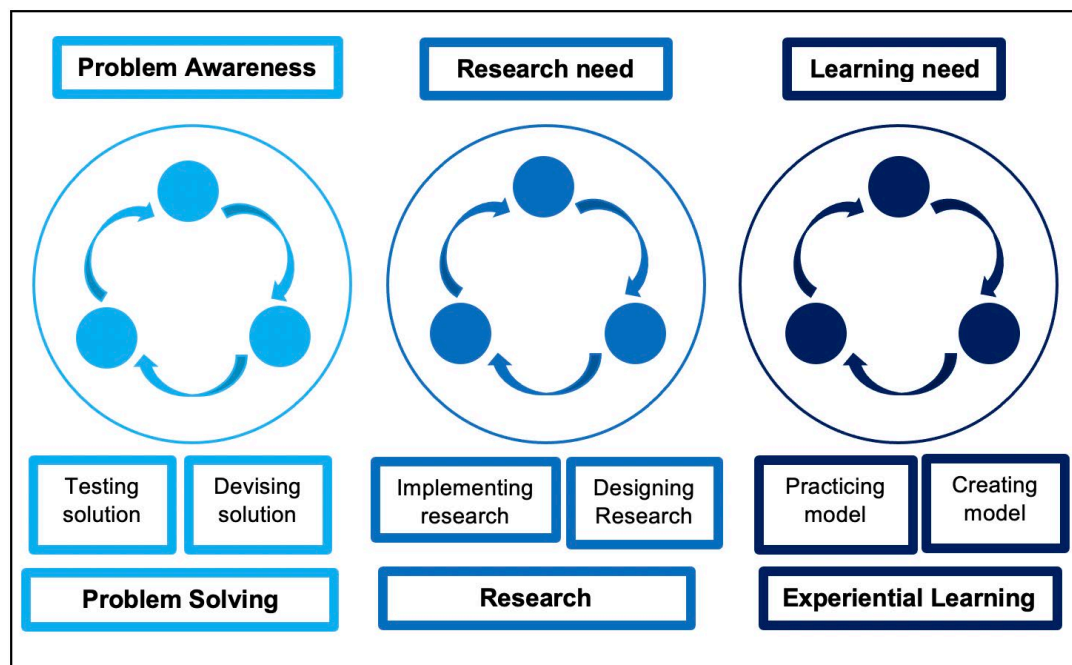 Problem Awareness
Research need
Learning need
Testing
solution
Devising
solution
Implementing
research
Designing
Research
Practicing
model
Creating
model
Problem Solving
Research
Experiential Learning